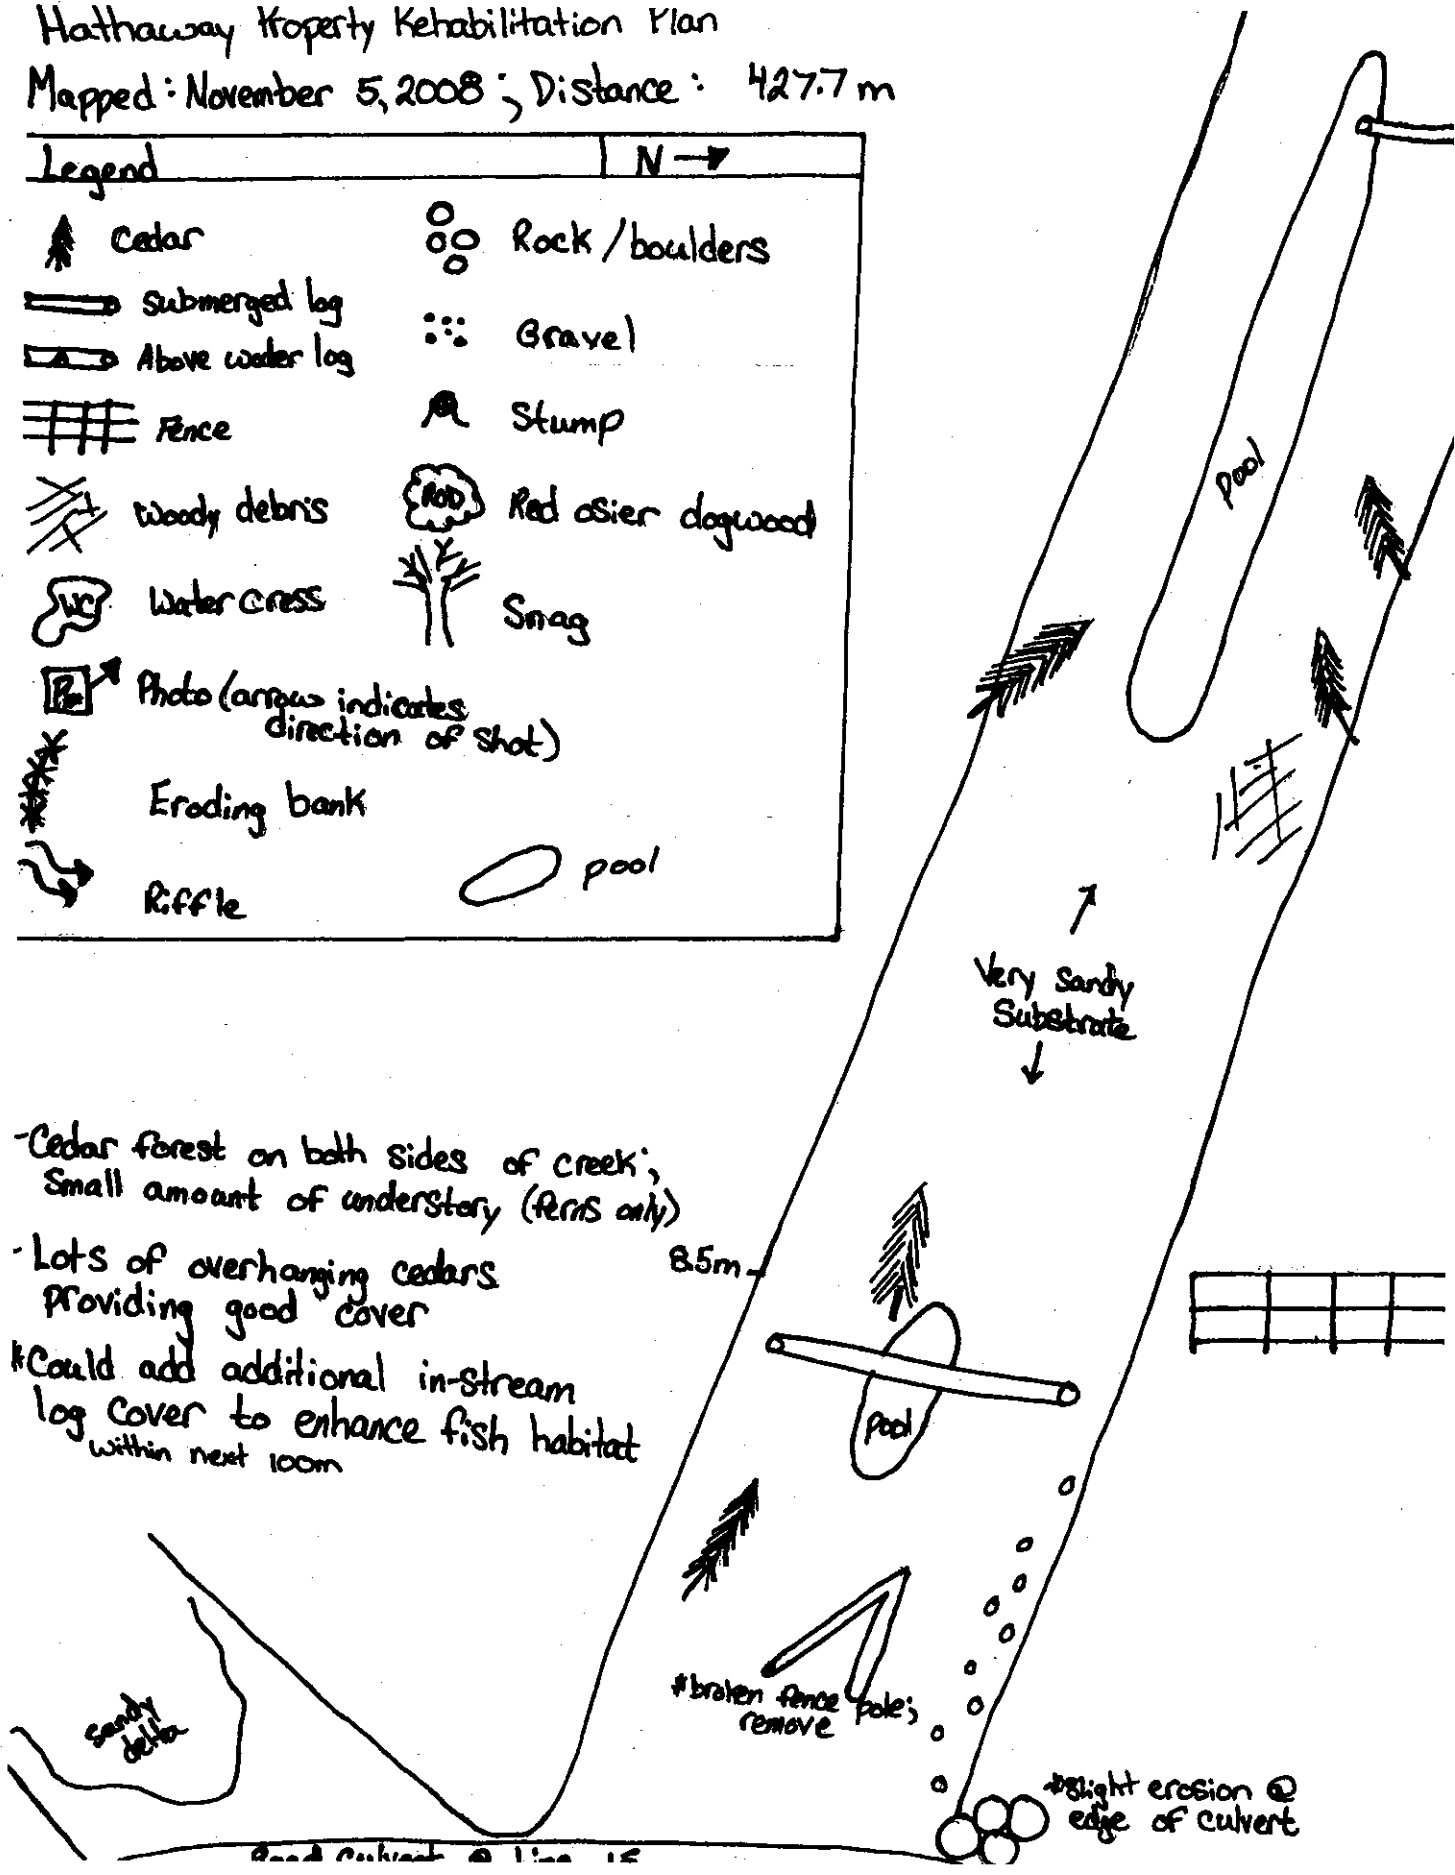 Hathaway Property Rehabilitation Plan
Mapped: November 5, 2008 ; Distance: 427.7 m
Legend
N →
Cedar
Rock / boulders
Submerged log
Gravel
Above water log
Stump
Fence
ROD
Red osier dogwood
Woody debris
WC
Water cress
Snag
Photo (arrow indicates
direction of shot)
Eroding bank
Riffle
pool
pool
Very Sandy
Substrate
- Cedar forest on both sides of creek;
small amount of understory (ferns only)
- Lots of overhanging cedars
providing good cover
* Could add additional in-stream
log cover to enhance fish habitat
within next 100m
8.5m
pool
* broken fence pole;
remove
sandy
delta
* slight erosion @
edge of culvert
Road Culvert @ Line 15